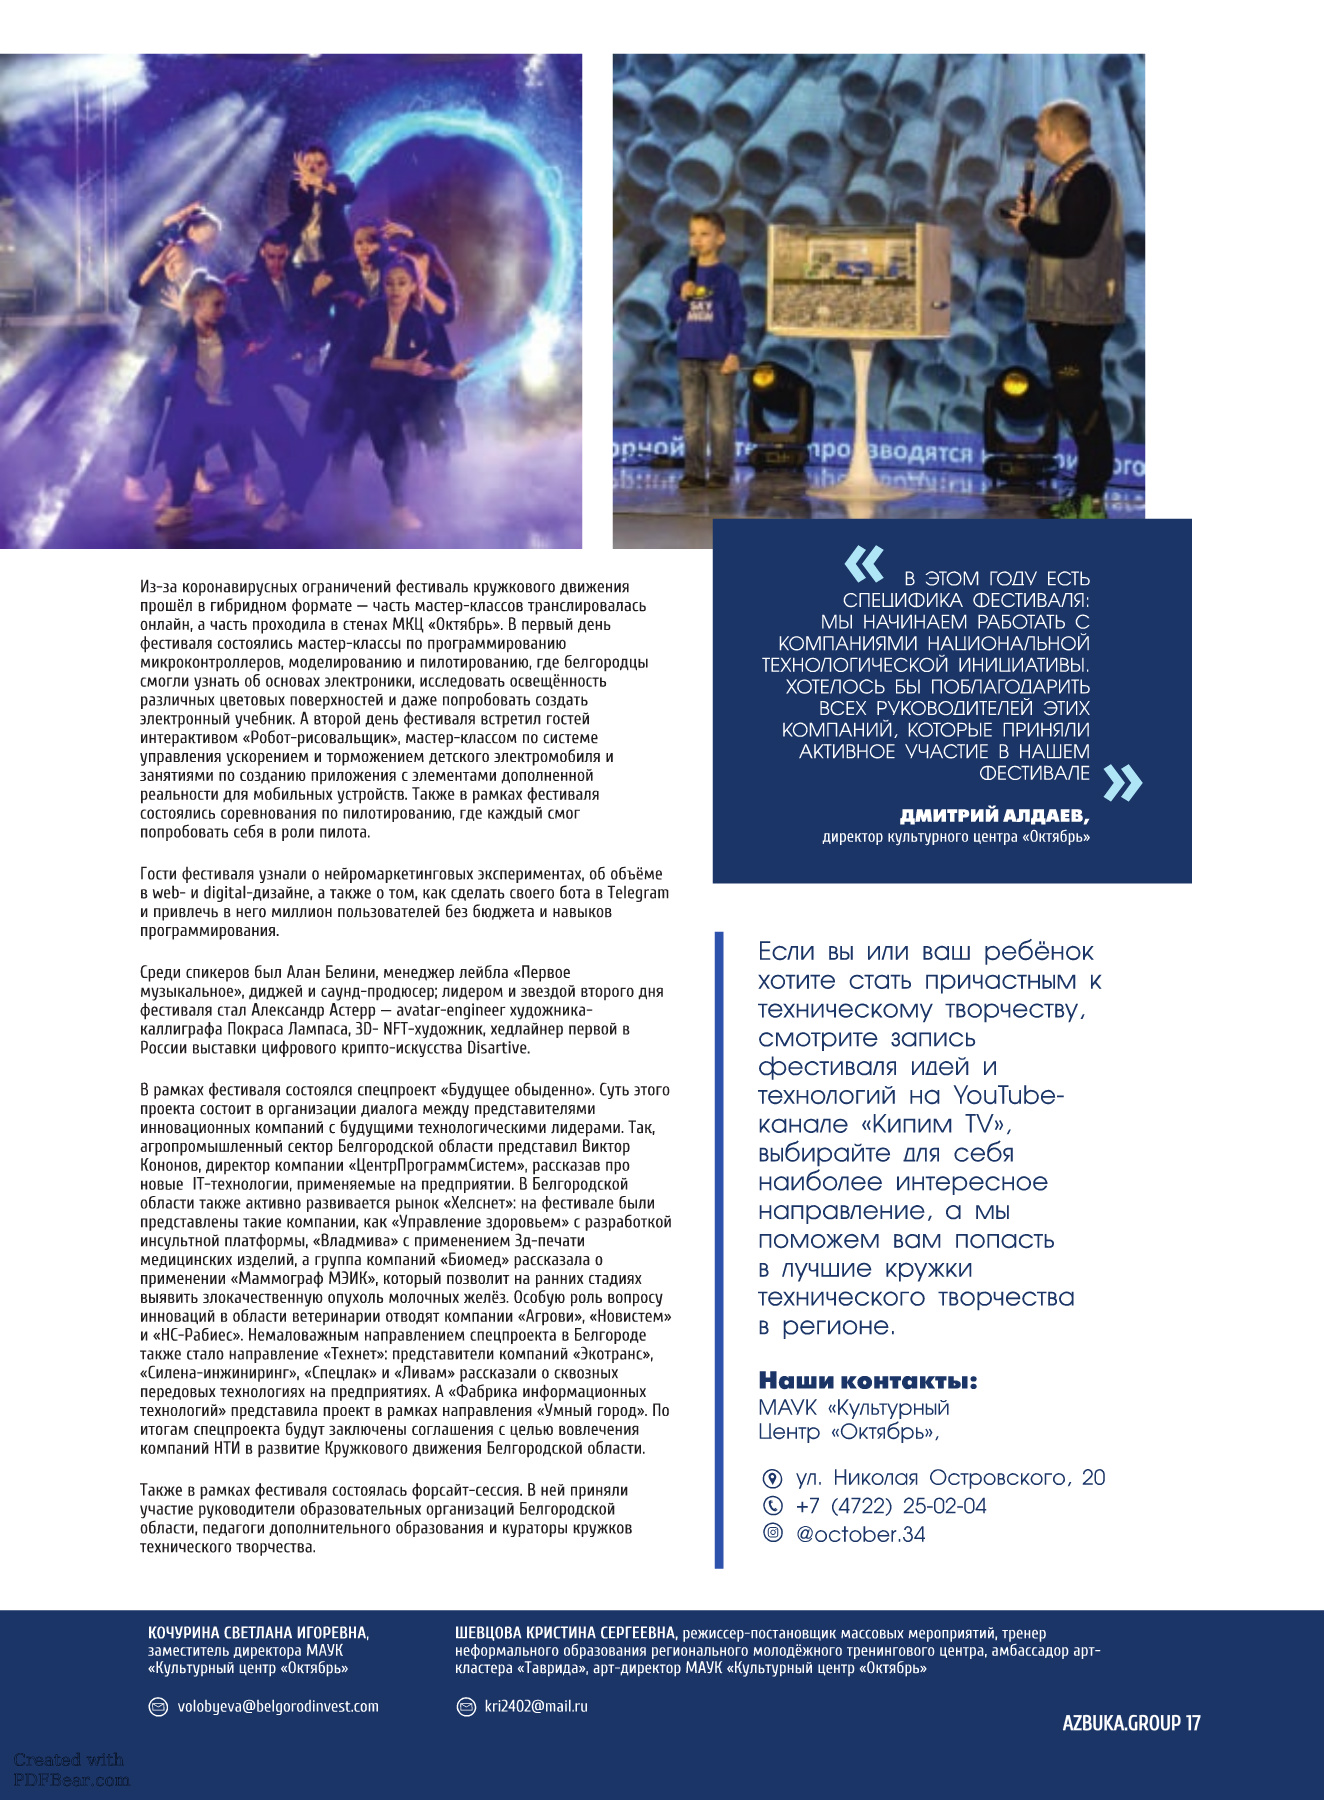 SKY
орной
те
про
зводятся
Из-за коронавирусных ограничений фестиваль кружкового движения
прошёл в гибридном формате — часть мастер-классов транслировалась
онлайн, а часть проходила в стенах МКЦ «Октябрь». В первый день
фестиваля состоялись мастер-классы по программированию
микроконтроллеров, моделированию и пилотированию, где белгородцы
смогли узнать об основах электроники, исследовать освещённость
различных цветовых поверхностей и даже попробовать создать
электронный учебник. А второй день фестиваля встретил гостей
интерактивом «Робот-рисовальщик», мастер-классом по системе
управления ускорением и торможением детского электромобиля и
занятиями по созданию приложения с элементами дополненной
реальности для мобильных устройств. Также в рамках фестиваля
состоялись соревнования по пилотированию, где каждый смог
попробовать себя в роли пилота.
Гости фестиваля узнали о нейромаркетинговых экспериментах, об объёме
в web- и digital-дизайне, а также о том, как сделать своего бота в Telegram
и привлечь в него миллион пользователей без бюджета и навыков
программирования.
Среди спикеров был Алан Белини, менеджер лейбла «Первое
музыкальное», диджей и саунд-продюсер; лидером и звездой второго дня
фестиваля стал Александр Астерр — avatar-engineer художника-
каллиграфа Покраса Лампаса, 3D- NFT-художник, хедлайнер первой в
России выставки цифрового крипто-искусства Disartive.
В рамках фестиваля состоялся спецпроект «Будущее обыденно». Суть этого
проекта состоит в организации диалога между представителями
инновационных компаний с будущими технологическими лидерами. Так,
агропромышленный сектор Белгородской области представил Виктор
Кононов, директор компании «ЦентрПрограммСистем», рассказав про
новые  IT-технологии, применяемые на предприятии. В Белгородской
области также активно развивается рынок «Хелснет»: на фестивале были
представлены такие компании, как «Управление здоровьем» с разработкой
инсультной платформы, «Владмива» с применением 3д-печати
медицинских изделий, а группа компаний «Биомед» рассказала о
применении «Маммограф МЭИК», который позволит на ранних стадиях
выявить злокачественную опухоль молочных желёз. Особую роль вопросу
инноваций в области ветеринарии отводят компании «Агрови», «Новистем»
и «НС-Рабиес». Немаловажным направлением спецпроекта в Белгороде
также стало направление «Технет»: представители компаний «Экотранс»,
«Силена-инжиниринг», «Спецлак» и «Ливам» рассказали о сквозных
передовых технологиях на предприятиях. А «Фабрика информационных
технологий» представила проект в рамках направления «Умный город». По
итогам спецпроекта будут заключены соглашения с целью вовлечения
компаний НТИ в развитие Кружкового движения Белгородской области.
Также в рамках фестиваля состоялась форсайт-сессия. В ней приняли
участие руководители образовательных организаций Белгородской
области, педагоги дополнительного образования и кураторы кружков
технического творчества.
« В ЭТОМ ГОДУ ЕСТЬ
СПЕЦИФИКА ФЕСТИВАЛЯ:
МЫ НАЧИНАЕМ РАБОТАТЬ С
КОМПАНИЯМИ НАЦИОНАЛЬНОЙ
ТЕХНОЛОГИЧЕСКОЙ ИНИЦИАТИВЫ.
ХОТЕЛОСЬ БЫ ПОБЛАГОДАРИТЬ
ВСЕХ РУКОВОДИТЕЛЕЙ ЭТИХ
КОМПАНИЙ, КОТОРЫЕ ПРИНЯЛИ
АКТИВНОЕ УЧАСТИЕ В НАШЕМ
ФЕСТИВАЛЕ »
ДМИТРИЙ АЛДАЕВ,
директор культурного центра «Октябрь»
Если вы или ваш ребёнок
хотите стать причастным к
техническому творчеству,
смотрите запись
фестиваля идей и
технологий на YouTube-
канале «Кипим TV»,
выбирайте для себя
наиболее интересное
направление, а мы
поможем вам попасть
в лучшие кружки
технического творчества
в регионе.
Наши контакты:
МАУК «Культурный
Центр «Октябрь»,
ул. Николая Островского, 20
+7 (4722) 25-02-04
@october.34
КОЧУРИНА СВЕТЛАНА ИГОРЕВНА,
заместитель директора МАУК
«Культурный центр «Октябрь»
volobyeva@belgorodinvest.com
ШЕВЦОВА КРИСТИНА СЕРГЕЕВНА, режиссер-постановщик массовых мероприятий, тренер
неформального образования регионального молодёжного тренингового центра, амбассадор арт-
кластера «Таврида», арт-директор МАУК «Культурный центр «Октябрь»
kri2402@mail.ru
AZBUKA.GROUP 17
Created with
PDFBear.com